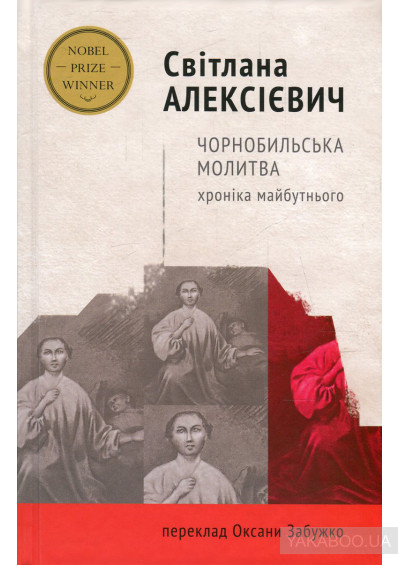 NOBEL
PRIZE
WINNER
Світлана
АЛЕКСІЄВИЧ
ЧОРНОБИЛЬСЬКА
МОЛИТВА
хроніка майбутнього
переклад Оксани Забужко
YAKABOO.UA